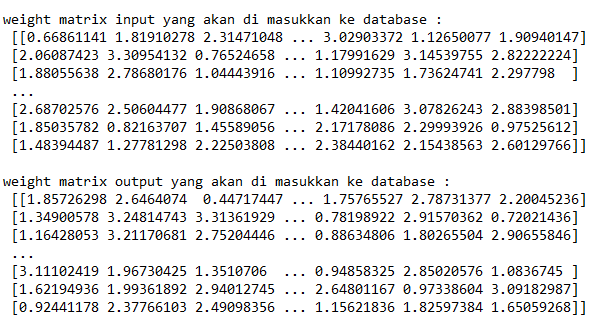 weight matrix input yang akan di masukkan ke database :
[[0.66861141 1.81910278 2.31471048 ... 3.02903372 1.12650077 1.90940147]
[2.06087423 3.30954132 0.76524658 ... 1.17991629 3.14539755 2.82222224]
[1.88055638 2.78680176 1.04443916 ... 1.10992735 1.73624741 2.297798  ]
...
[2.68702576 2.50604477 1.90868067 ... 1.42041606 3.07826243 2.88398501]
[1.85035782 0.82163707 1.45589056 ... 2.17178086 2.29993926 0.97525612]
[1.48394487 1.27781298 2.22503808 ... 2.38440162 2.15438563 2.60129766]]
weight matrix output yang akan di masukkan ke database :
[[1.85726298 2.6464074  0.44717447 ... 1.75765527 2.78731377 2.20045236]
[1.34900578 3.24814743 3.31361929 ... 0.78198922 2.91570362 0.72021436]
[1.16428053 3.21170681 2.75204446 ... 0.88634806 1.80265504 2.90655846]
...
[3.11102419 1.96730425 1.3510706  ... 0.94858325 2.85020576 1.0836745 ]
[1.62194936 1.99361892 2.94012745 ... 2.64801167 0.97338604 3.09182987]
[0.92441178 2.37766103 2.49098356 ... 1.15621836 1.82597384 1.65059268]]